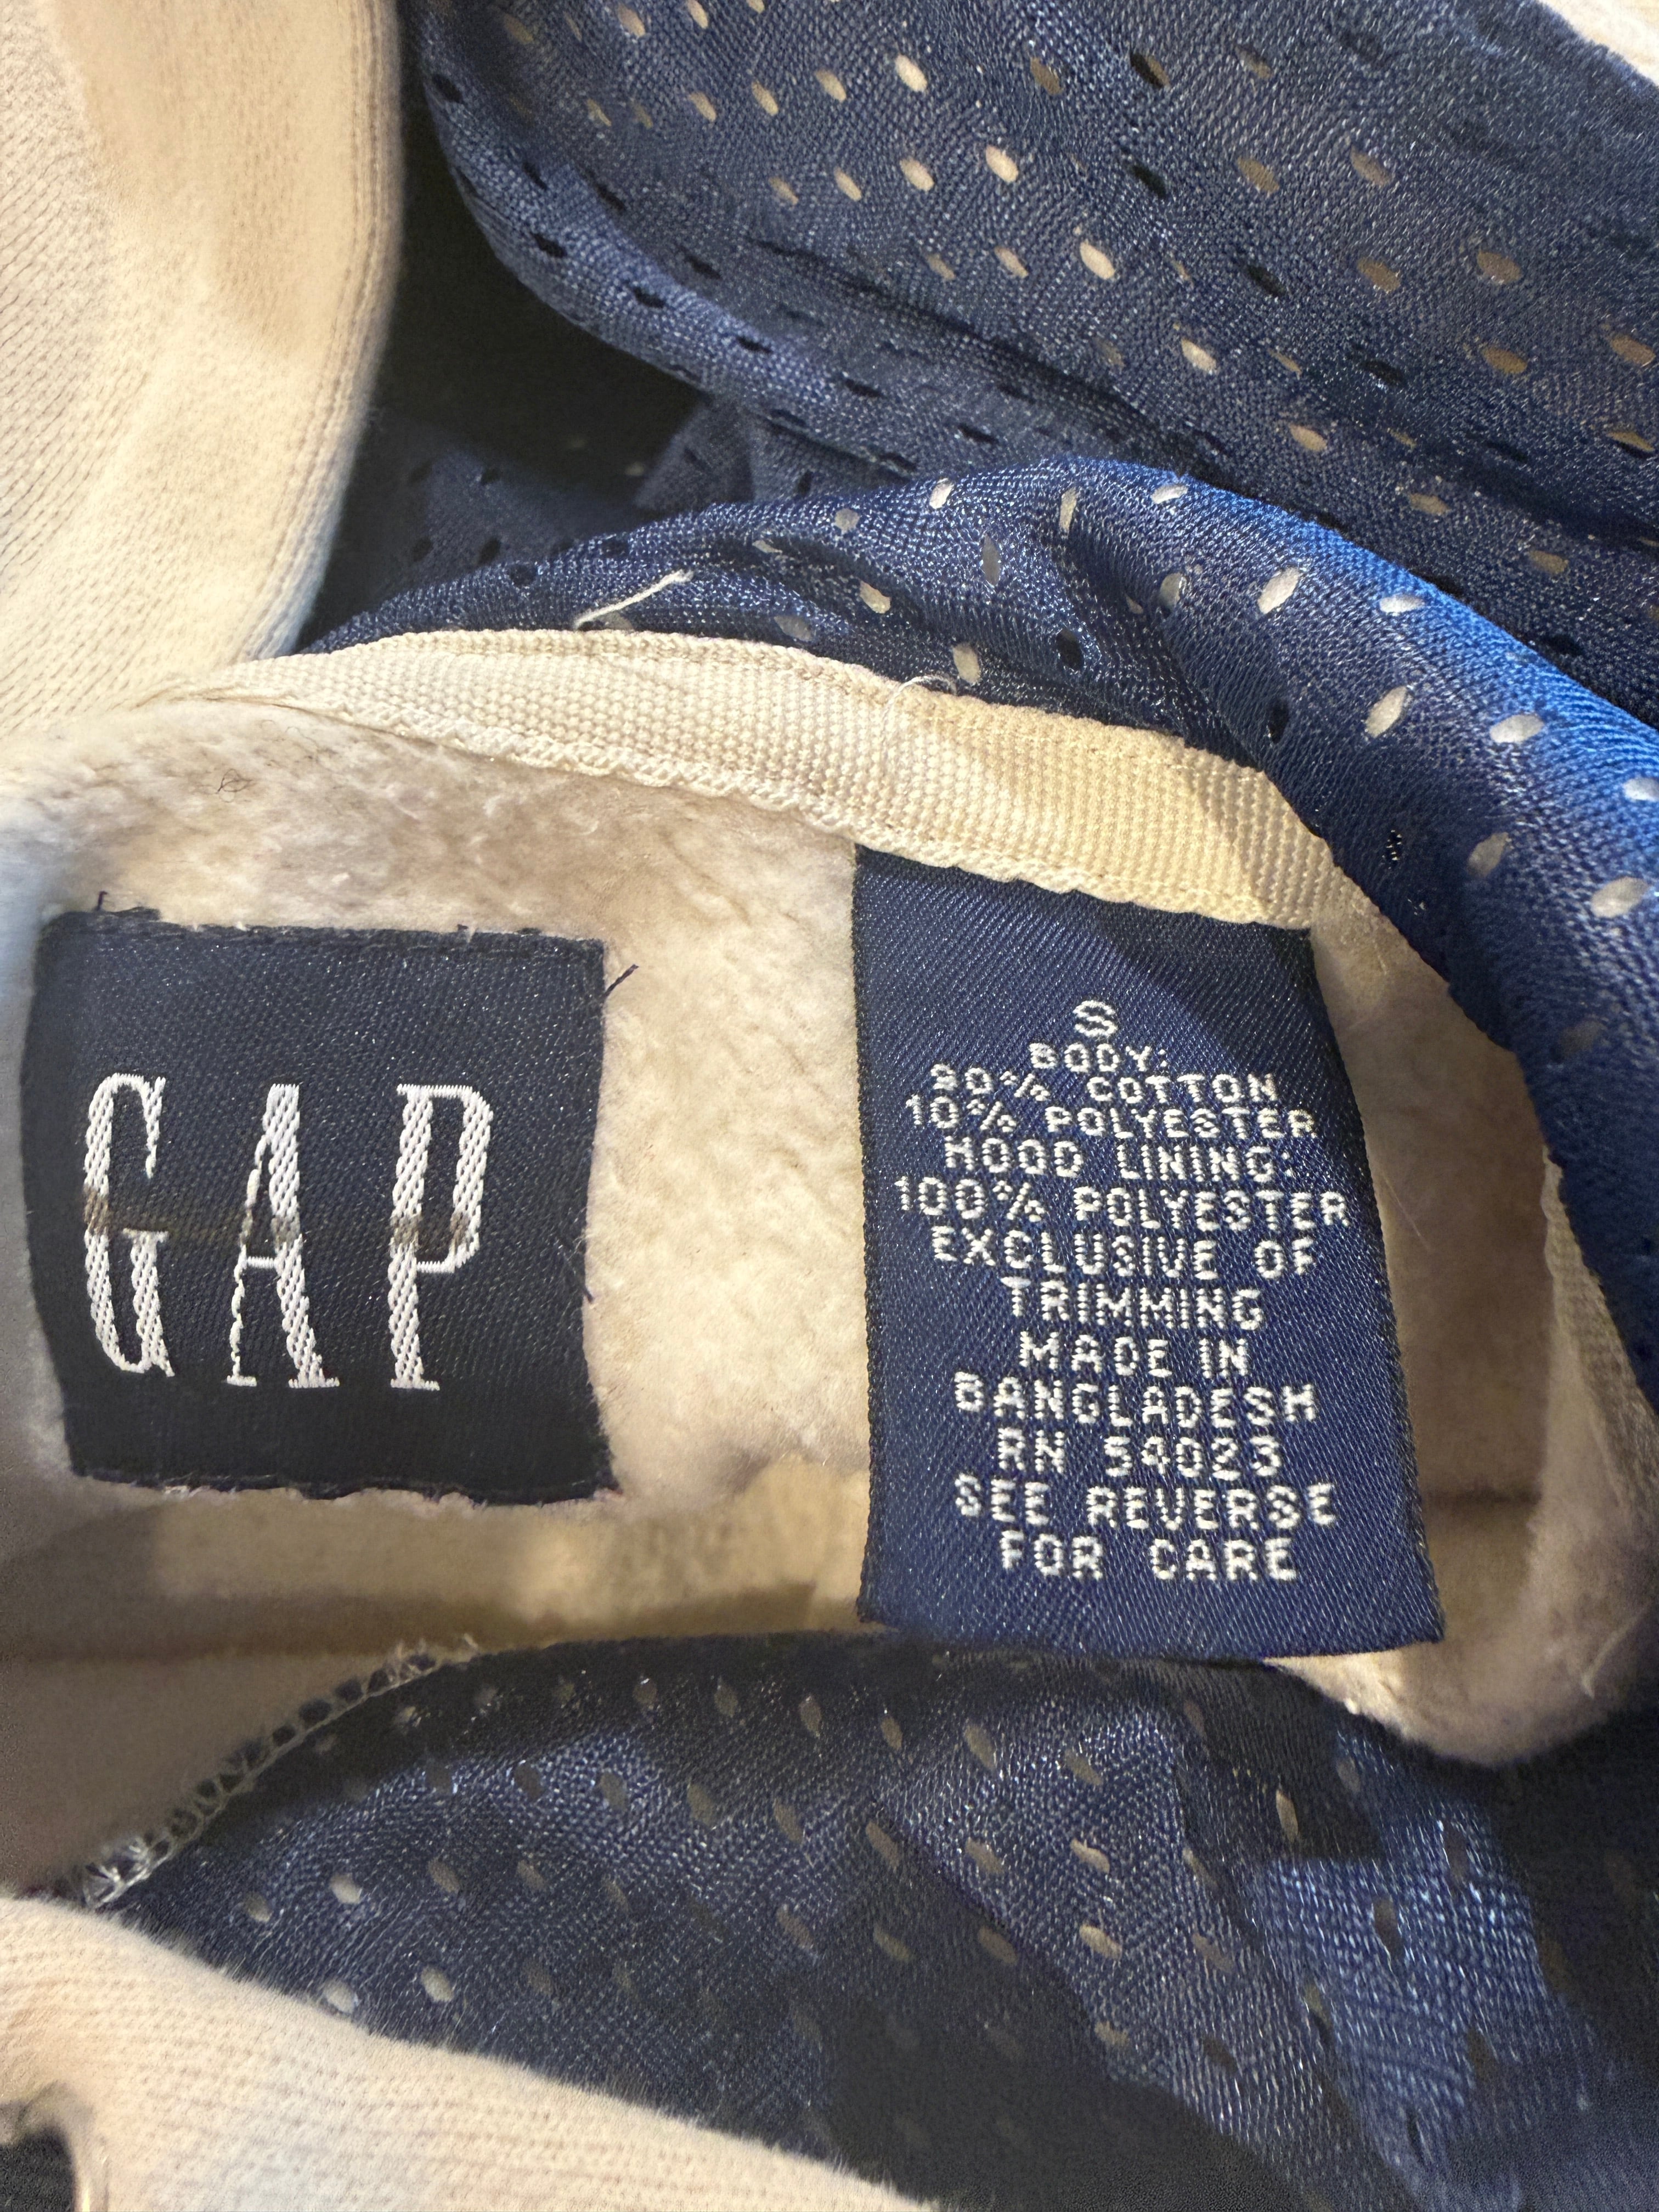 GAP
S
BODY:
90% COTTON
10% POLYESTER
HOOD LINING:
100% POLYESTER
EXCLUSIVE OF
TRIMMING
MADE IN
BANGLADESH
RN 54023
SEE REVERSE
FOR CARE